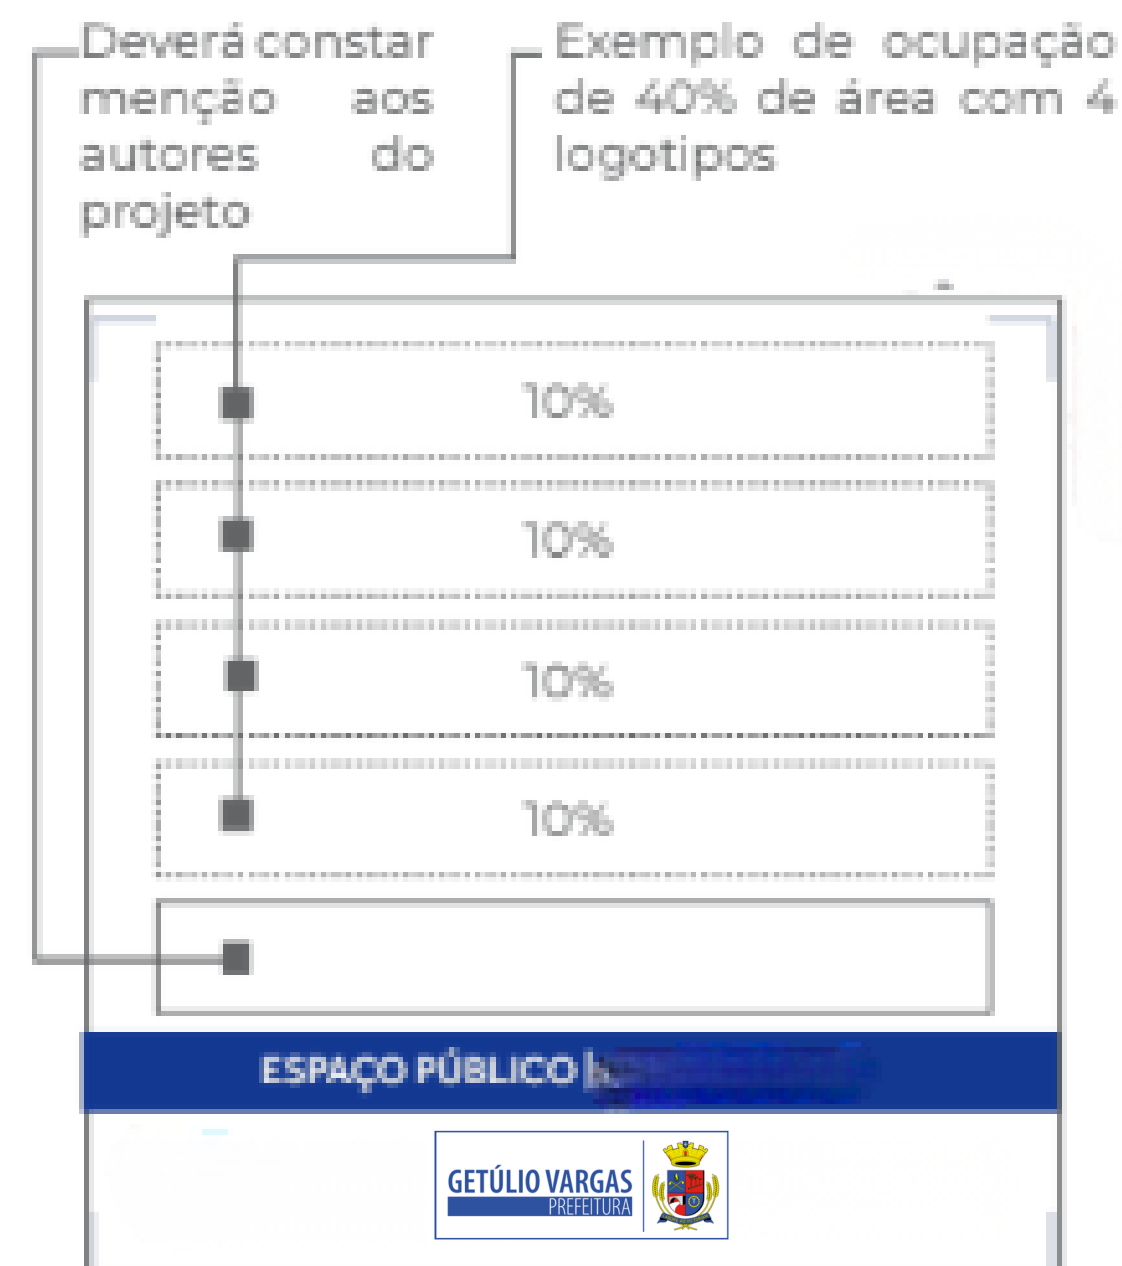 Deverá constar
menção aos
autores do
projeto
Exemplo de ocupação
de 40% de área com 4
logotipos
10%
10%
10%
10%
ESPAÇO PÚBLICO |
GETÚLIO VARGAS
PREFEITURA